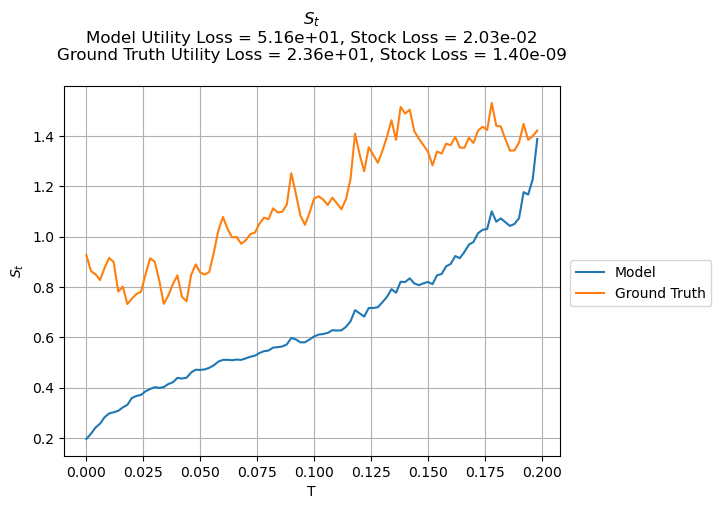 S_t
Model Utility Loss = 5.16e+01, Stock Loss = 2.03e-02
Ground Truth Utility Loss = 2.36e+01, Stock Loss = 1.40e-09
1.4
1.2
1.0
0.8
0.6
0.4
0.2
S_t
0.000 0.025 0.050 0.075 0.100 0.125 0.150 0.175 0.200
T
Model
Ground Truth